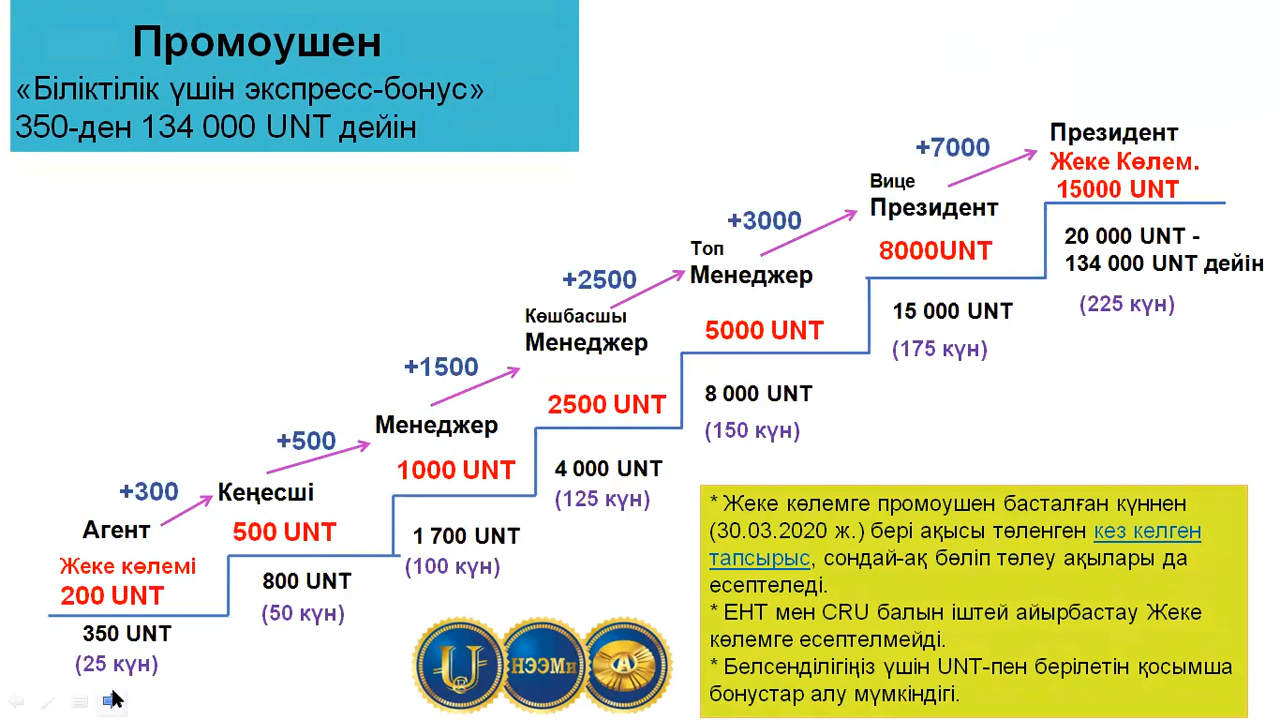 Промоушен
«Біліктілік үшін экспресс-бонус»
350-ден 134 000 UNT дейін
Президент
Жеке Көлем.
15000 UNT
20 000 UNT -
134 000 UNT дейін
(225 күн)
+7000
Вице
Президент
8000UNT
15 000 UNT
(175 күн)
+3000
Топ
Менеджер
5000 UNT
8 000 UNT
(150 күн)
+2500
Көшбасшы
Менеджер
2500 UNT
4 000 UNT
(125 күн)
+1500
Менеджер
1000 UNT
1 700 UNT
(100 күн)
+500
Кеңесші
500 UNT
800 UNT
(50 күн)
+300
Агент
Жеке көлемі
200 UNT
350 UNT
(25 күн)
* Жеке көлемге промоушен басталған күннен
(30.03.2020 ж.) бері ақысы төленген кез келген
тапсырыс, сондай-ақ бөліп төлеу ақылары да
есептеледі.
* ЕНТ мен CRU балын іштей айырбастау Жеке
көлемге есептелмейді.
* Белсенділігіңіз үшін UNT-пен берілетін қосымша
бонустар алу мүмкіндігі.
НЭЭМи
А